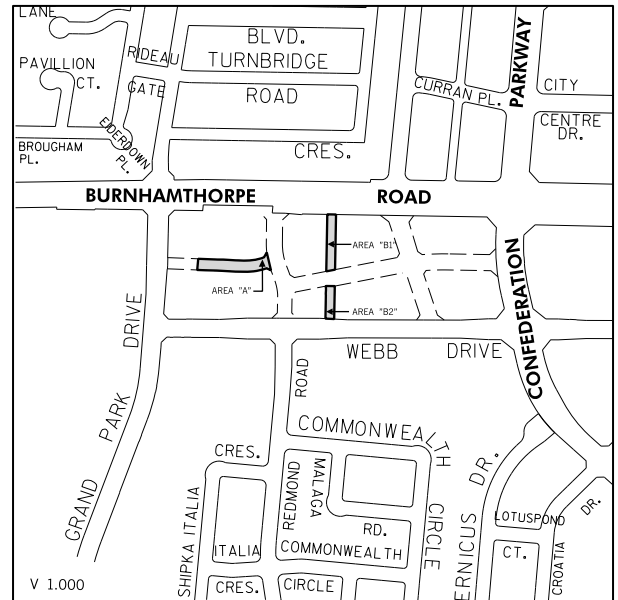 LANE
BLVD.
TURNBRIDGE
RIDEAU
GATE
ROAD
PAVILLION
CT.
CURRAN PL.
PARKWAY
CITY
CENTRE
DR.
BROUGHAM
PL.
EIDERDOWN
PL.
CRES.
BURNHAMTHORPE ROAD
AREA "A"
AREA "B1"
AREA "B2"
CONFEDERATION
GRAND PARK DRIVE
WEBB DRIVE
ROAD
COMMONWEALTH
CRES.
REDMOND
MALAGA
RD.
CIRCLE
SHIPKA ITALIA
ITALIA
COMMONWEALTH
CRES.
CIRCLE
ERNICUS DR.
LOTUSPOND
CT.
CROATIA
DR.
V 1.000